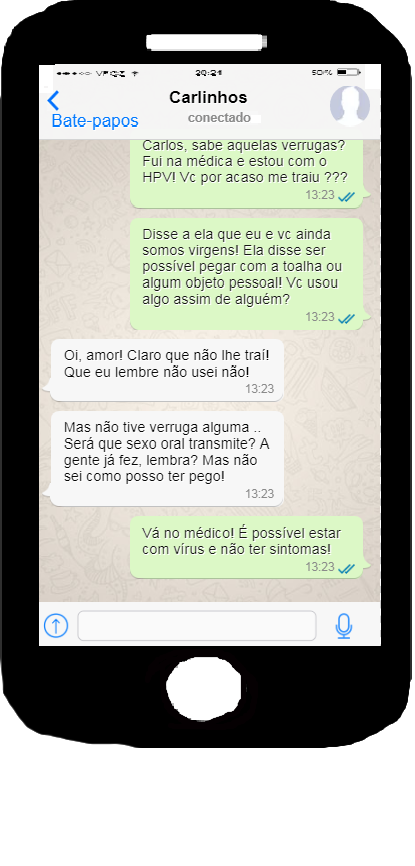 20:21
50%
Carlinhos
conectado
Bate-papos
Carlos, sabe aquelas verrugas?
Fui na médica e estou com o
HPV! Vc por acaso me traiu ???
13:23
Disse a ela que eu e vc ainda
somos virgens! Ela disse ser
possível pegar com a toalha ou
algum objeto pessoal! Vc usou
algo assim de alguém?
13:23
Oi, amor! Claro que não lhe traí!
Que eu lembre não usei não!
13:23
Mas não tive verruga alguma ..
Será que sexo oral transmite? A
gente já fez, lembra? Mas não
sei como posso ter pego!
13:23
Vá no médico! É possível estar
com vírus e não ter sintomas!
13:23